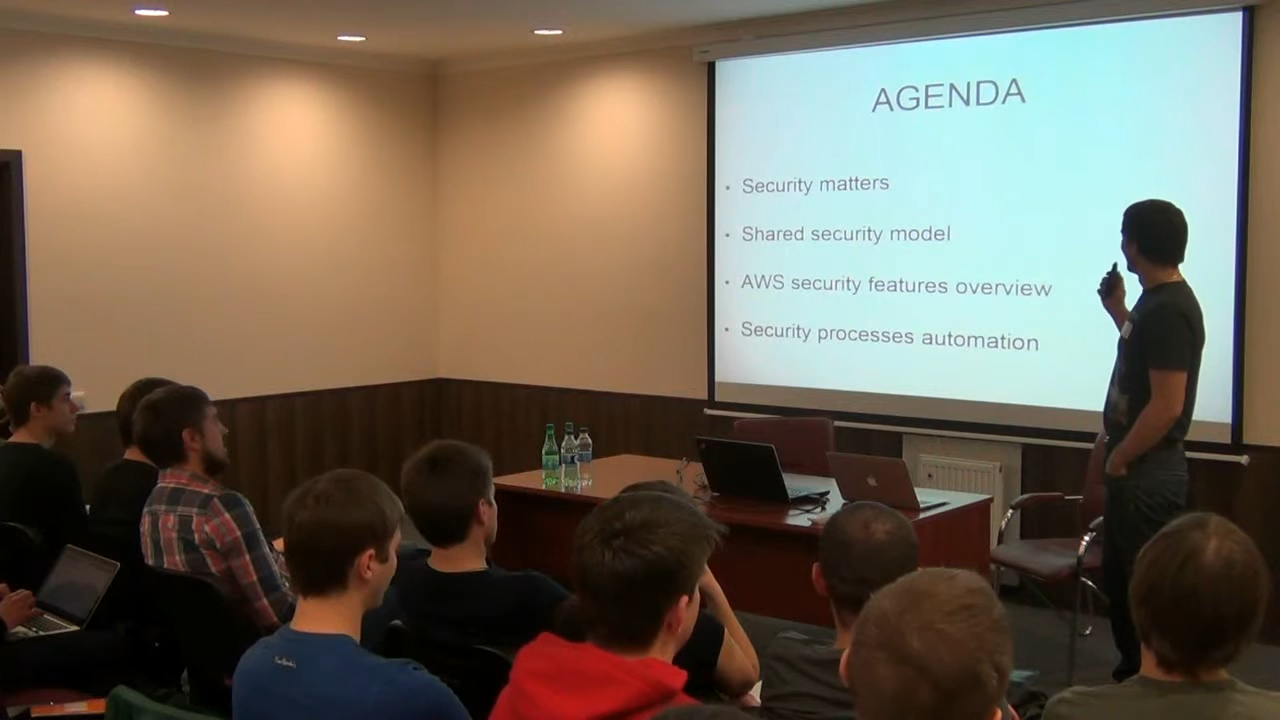 AGENDA
• Security matters
• Shared security model
• AWS security features overview
• Security processes automation